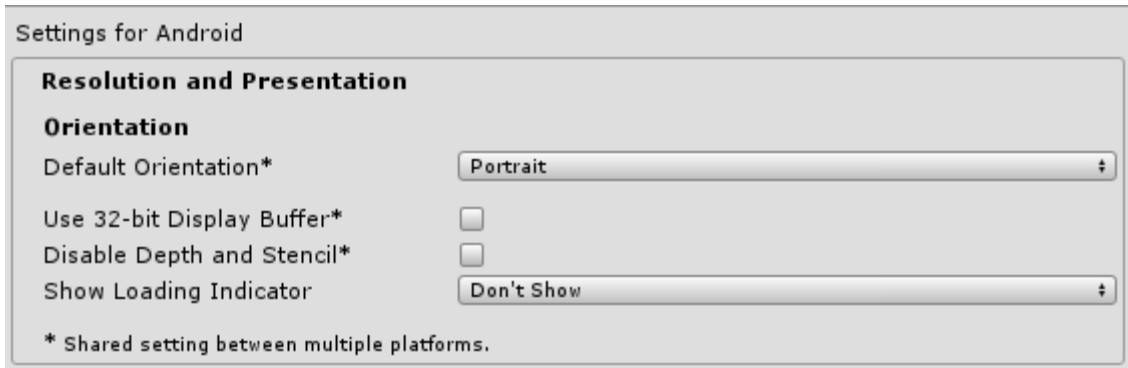 Settings for Android
Resolution and Presentation
Orientation
Default Orientation* Portrait
Use 32-bit Display Buffer*
Disable Depth and Stencil*
Show Loading Indicator Don't Show
* Shared setting between multiple platforms.